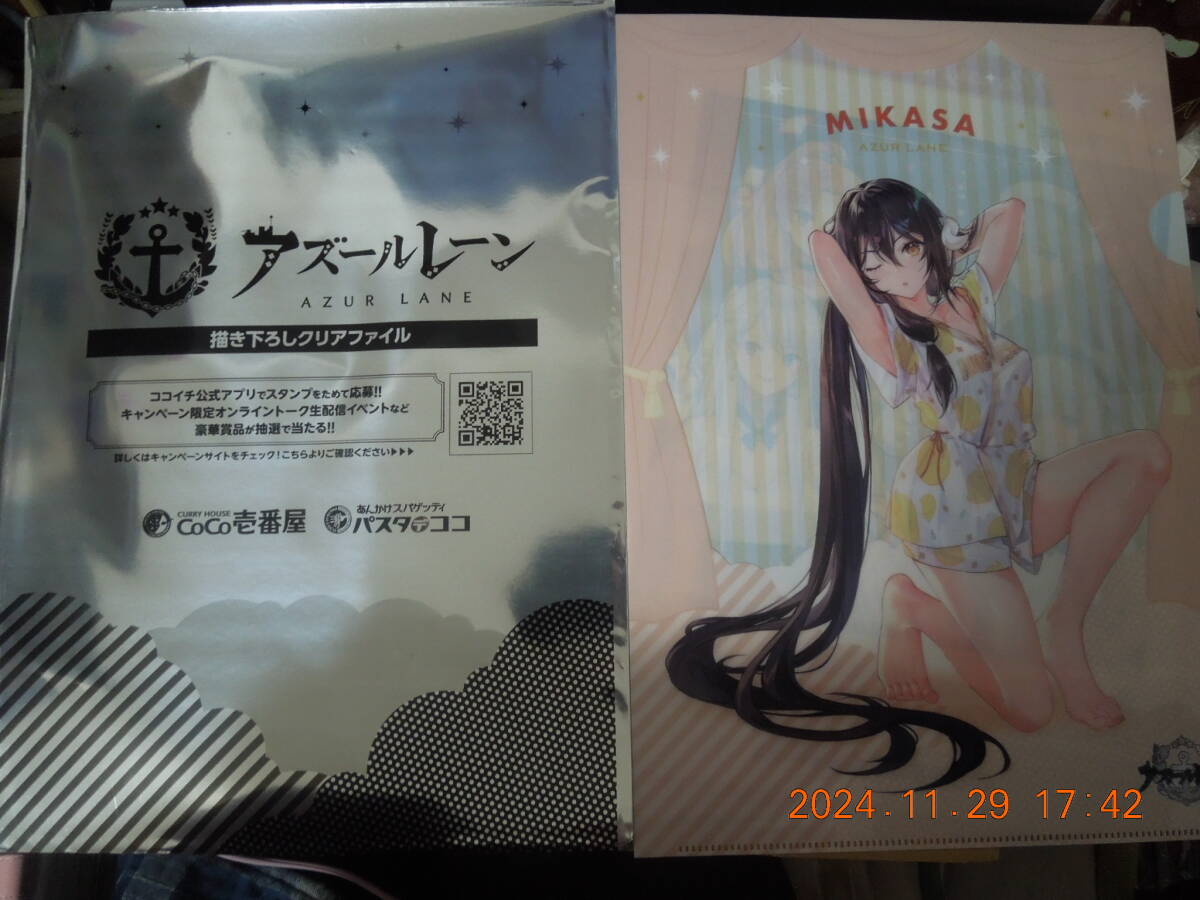 アズールレーン
AZUR LANE
描き下ろしクリアファイル
ココイチ公式アプリでスタンプをためて応募!!
キャンペーン限定オンライントーク生配信イベントなど
豪華賞品が抽選で当たる!!
詳しくはキャンペーンサイトをチェック!こちらよりご確認ください▶▶▶
CURRY HOUSE
CoCo壱番屋
あんかけスパゲッティ
パスタデココ
MIKASA
AZUR LANE
2024.11.29 17:42